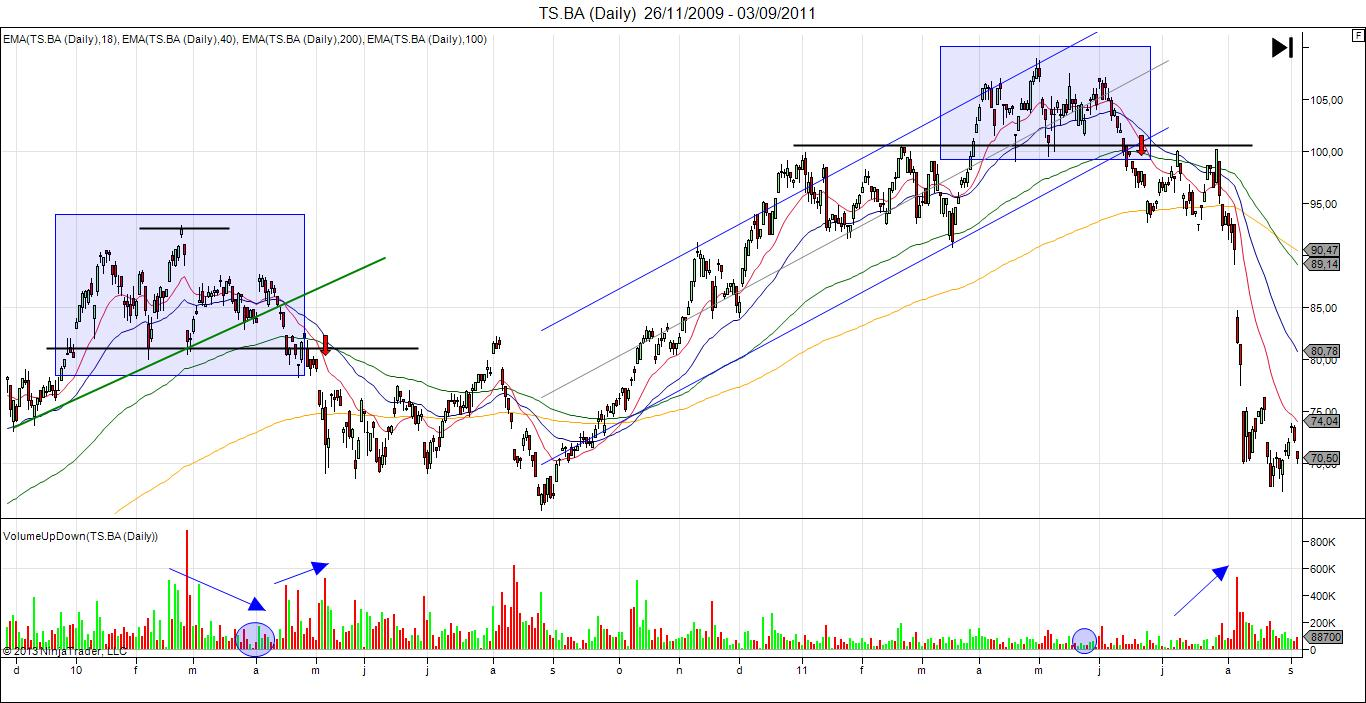 TS.BA (Daily) 26/11/2009 - 03/09/2011
EMA(TS.BA (Daily),18), EMA(TS.BA (Daily),40), EMA(TS.BA (Daily),200), EMA(TS.BA (Daily),100)
F
105,00
100,00
95,00
90,47
89,14
85,00
80,78
80,00
75,00
74,04
70,50
70,00
VolumeUpDown(TS.BA (Daily))
800K
600K
400K
200K
88700
0
© 2013 NinjaTrader, LLC
d 10 f m a m j j a s o n d 11 f m a m j j a s